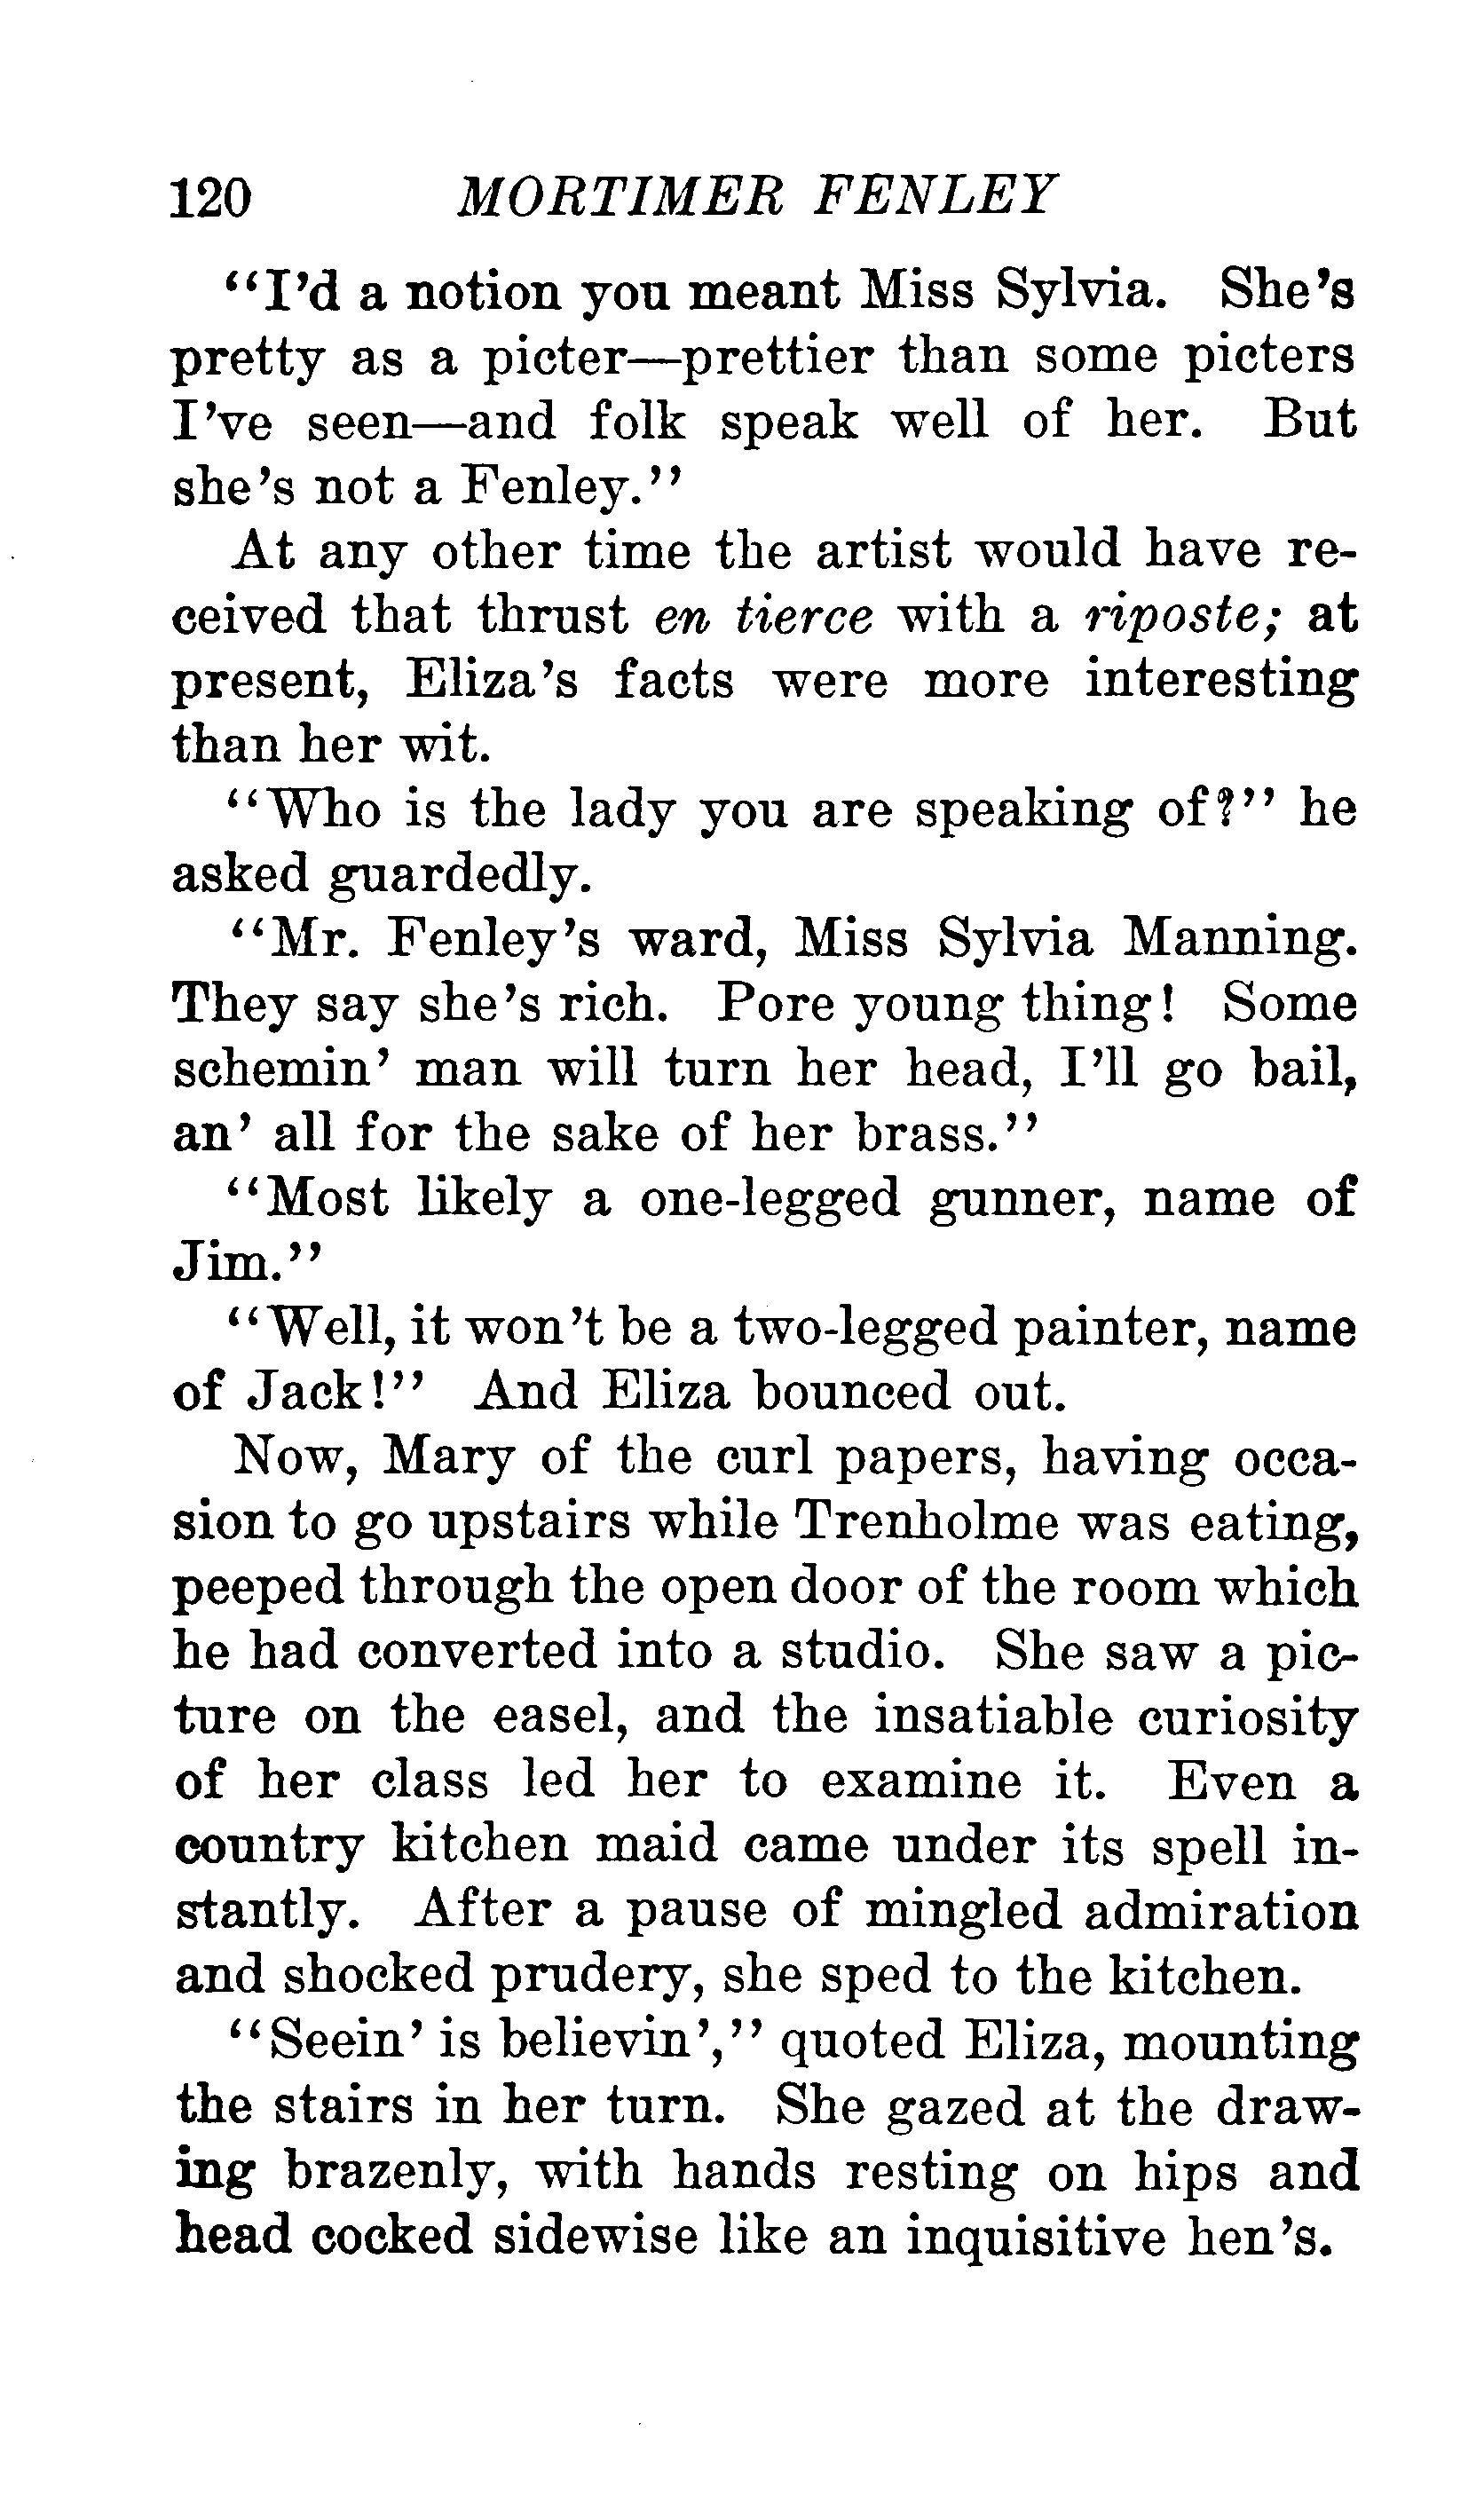 120 MORTIMER FENLEY
"I'd a notion you meant Miss Sylvia. She's
pretty as a picter—prettier than some picters
I've seen—and folk speak well of her. But
she's not a Fenley."
At any other time the artist would have re-
ceived that thrust en tierce with a riposte; at
present, Eliza's facts were more interesting
than her wit.
"Who is the lady you are speaking of?" he
asked guardedly.
"Mr. Fenley's ward, Miss Sylvia Manning.
They say she's rich. Pore young thing! Some
schemin' man will turn her head, I'll go bail,
an' all for the sake of her brass."
"Most likely a one-legged gunner, name of
Jim."
"Well, it won't be a two-legged painter, name
of Jack!" And Eliza bounced out.
Now, Mary of the curl papers, having occa-
sion to go upstairs while Trenholme was eating,
peeped through the open door of the room which
he had converted into a studio. She saw a pic-
ture on the easel, and the insatiable curiosity
of her class led her to examine it. Even a
country kitchen maid came under its spell in-
stantly. After a pause of mingled admiration
and shocked prudery, she sped to the kitchen.
"Seein' is believin'," quoted Eliza, mounting
the stairs in her turn. She gazed at the draw-
ing brazenly, with hands resting on hips and
head cocked sidewise like an inquisitive hen's.